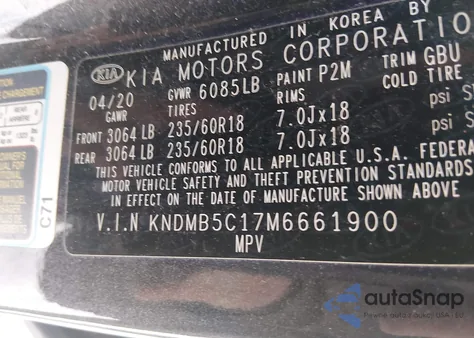 MANUFACTURED IN KOREA BY
KIA KIA MOTORS CORPORATION
04/20 GVWR 6085LB PAINT P2M TRIM GBU
GAWR TIRES RIMS COLD TIRE
FRONT 3064 LB 235/60R18 7.0Jx18 psi
REAR 3064 LB 235/60R18 7.0Jx18 psi
THIS VEHICLE CONFORMS TO ALL APPLICABLE U.S.A. FEDERA
MOTOR VEHICLE SAFETY AND THEFT PREVENTION STANDARDS
IN EFFECT ON THE DATE OF MANUFACTURE SHOWN ABOVE
V.I.N KNDMB5C17M6661900
MPV
C71
autoSnap